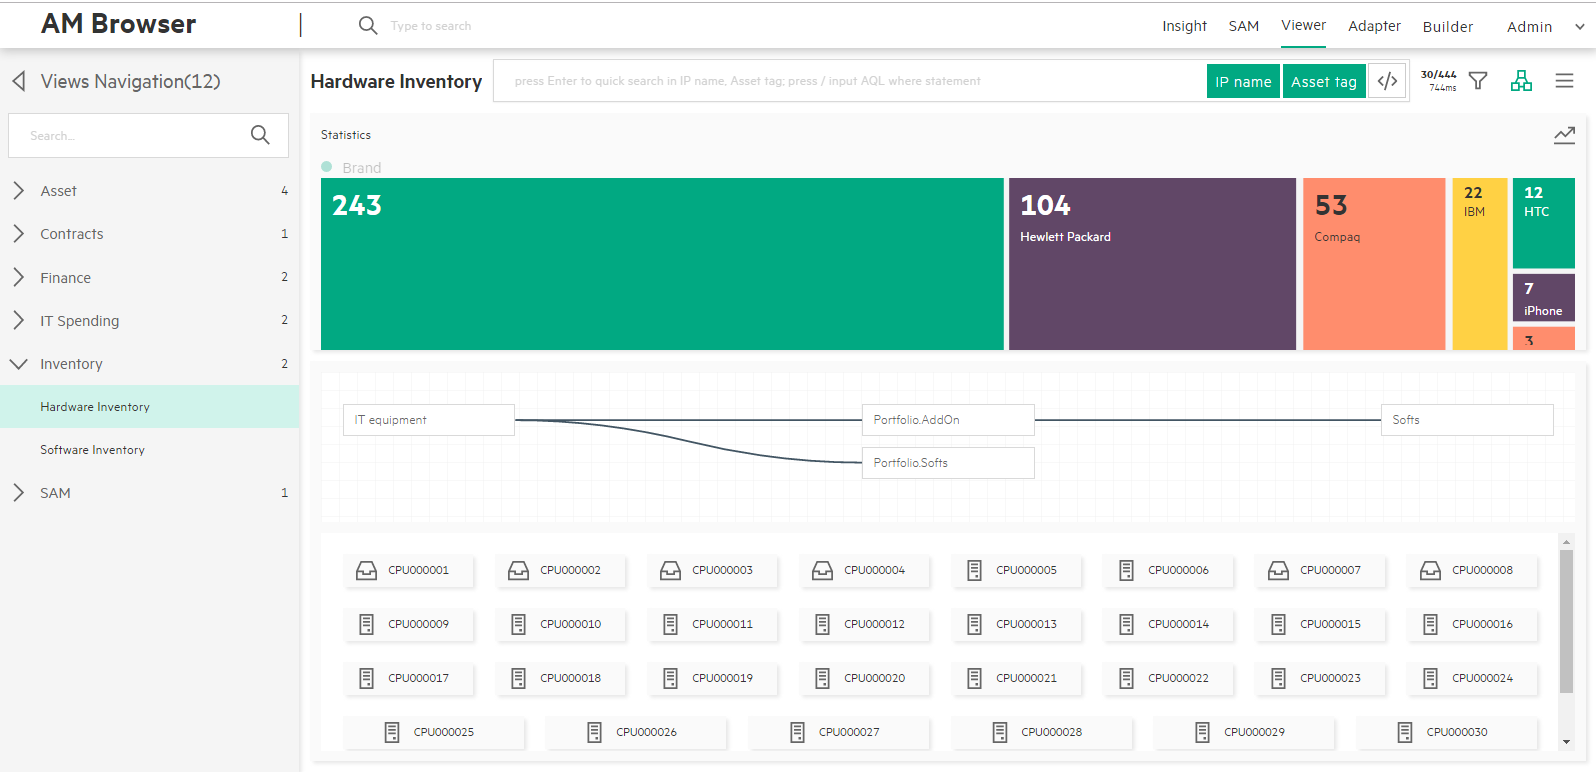 AM Browser
Type to search
Insight SAM Viewer Adapter Builder Admin
Views Navigation(12)
Search...
Asset 4
Contracts 1
Finance 2
IT Spending 2
Inventory 2
Hardware Inventory
Software Inventory
SAM 1
Hardware Inventory
press Enter to quick search in IP name, Asset tag; press / input AQL where statement
IP name Asset tag </>
30/444
744ms
Statistics
Brand
243
104
Hewlett Packard
53
Compaq
22
IBM
12
HTC
7
iPhone
3
IT equipment Portfolio.AddOn Softs
Portfolio.Softs
CPU000001 CPU000002 CPU000003 CPU000004 CPU000005 CPU000006 CPU000007 CPU000008
CPU000009 CPU000010 CPU000011 CPU000012 CPU000013 CPU000014 CPU000015 CPU000016
CPU000017 CPU000018 CPU000019 CPU000020 CPU000021 CPU000022 CPU000023 CPU000024
CPU000025 CPU000026 CPU000027 CPU000028 CPU000029 CPU000030